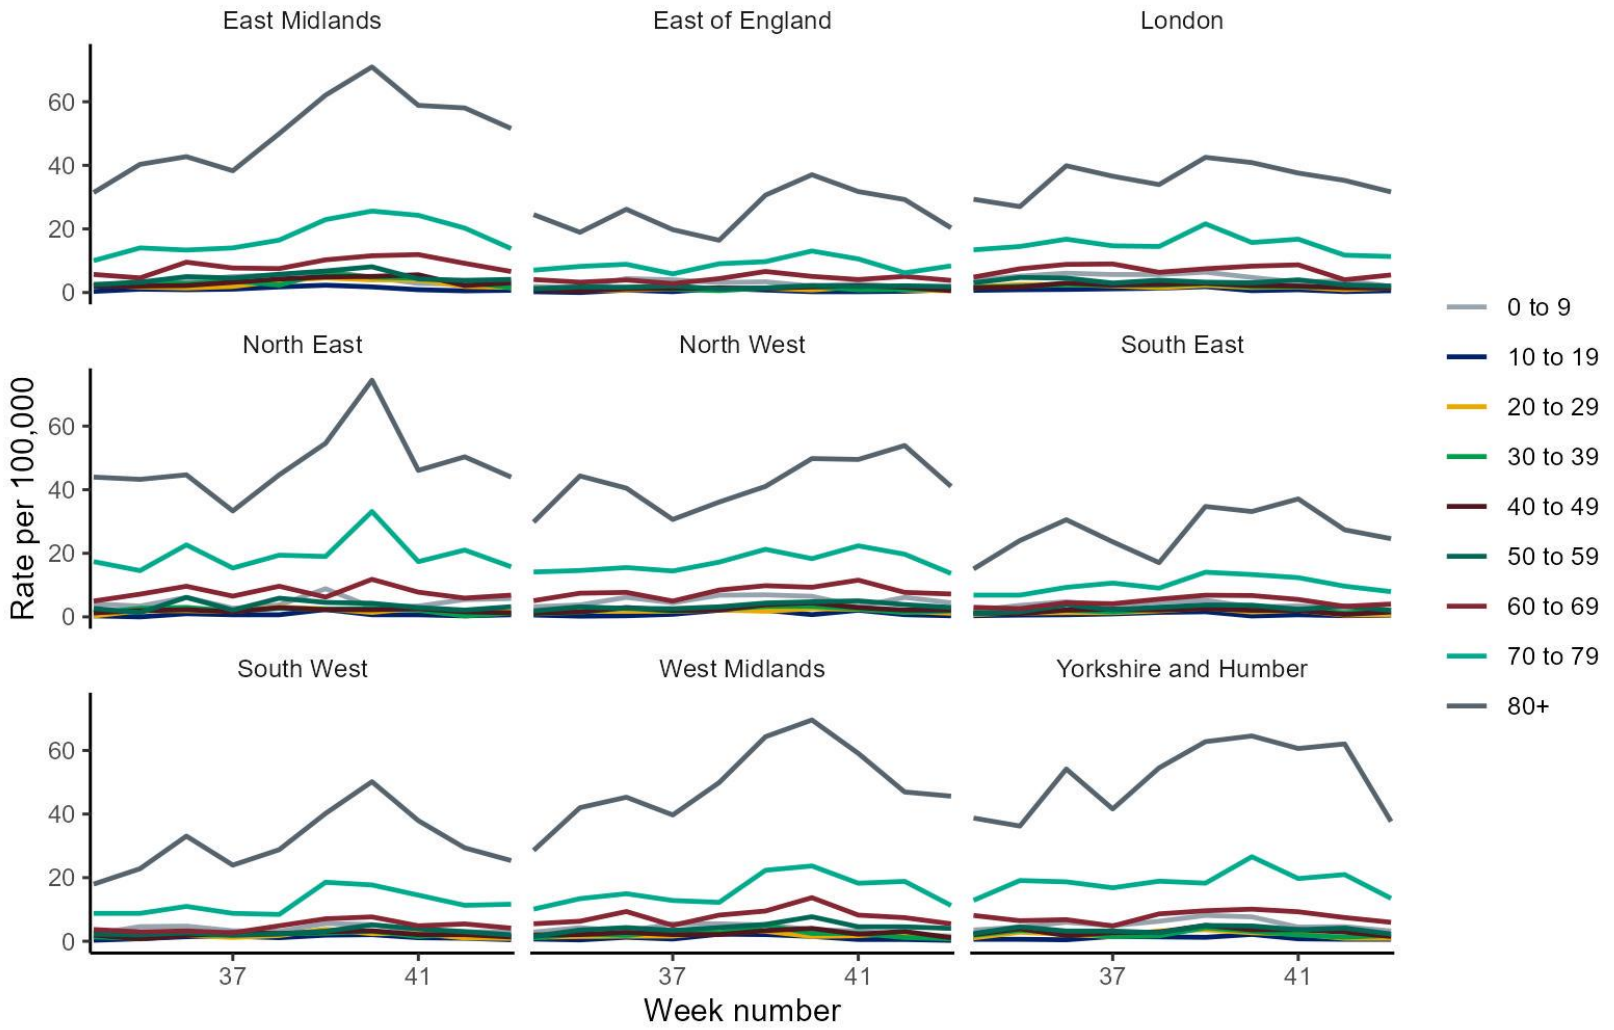 East Midlands
East of England
London
60
40
20
0
North East
North West
South East
60
40
20
0
South West
West Midlands
Yorkshire and Humber
60
40
20
0
37
41
37
41
37
41
Week number
Rate per 100,000
0 to 9
10 to 19
20 to 29
30 to 39
40 to 49
50 to 59
60 to 69
70 to 79
80+